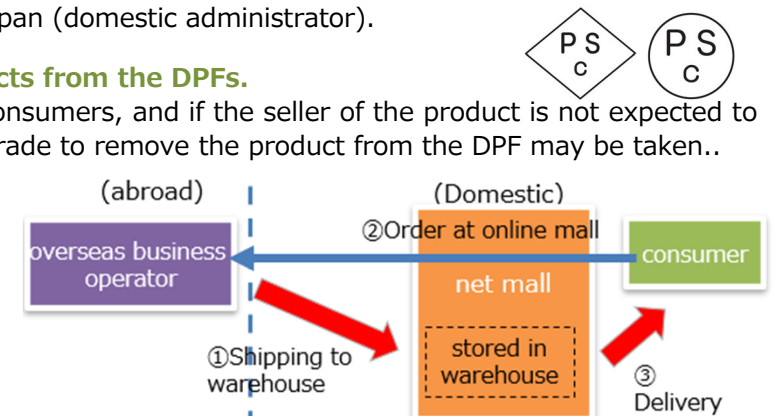 pan (domestic administrator).
P S
C
P S
C
cts from the DPFs.
onsumers, and if the seller of the product is not expected to
rade to remove the product from the DPF may be taken..
(abroad)
(Domestic)
②Order at online mall
overseas business
operator
consumer
net mall
①Shipping to
warehouse
stored in
warehouse
③
Delivery